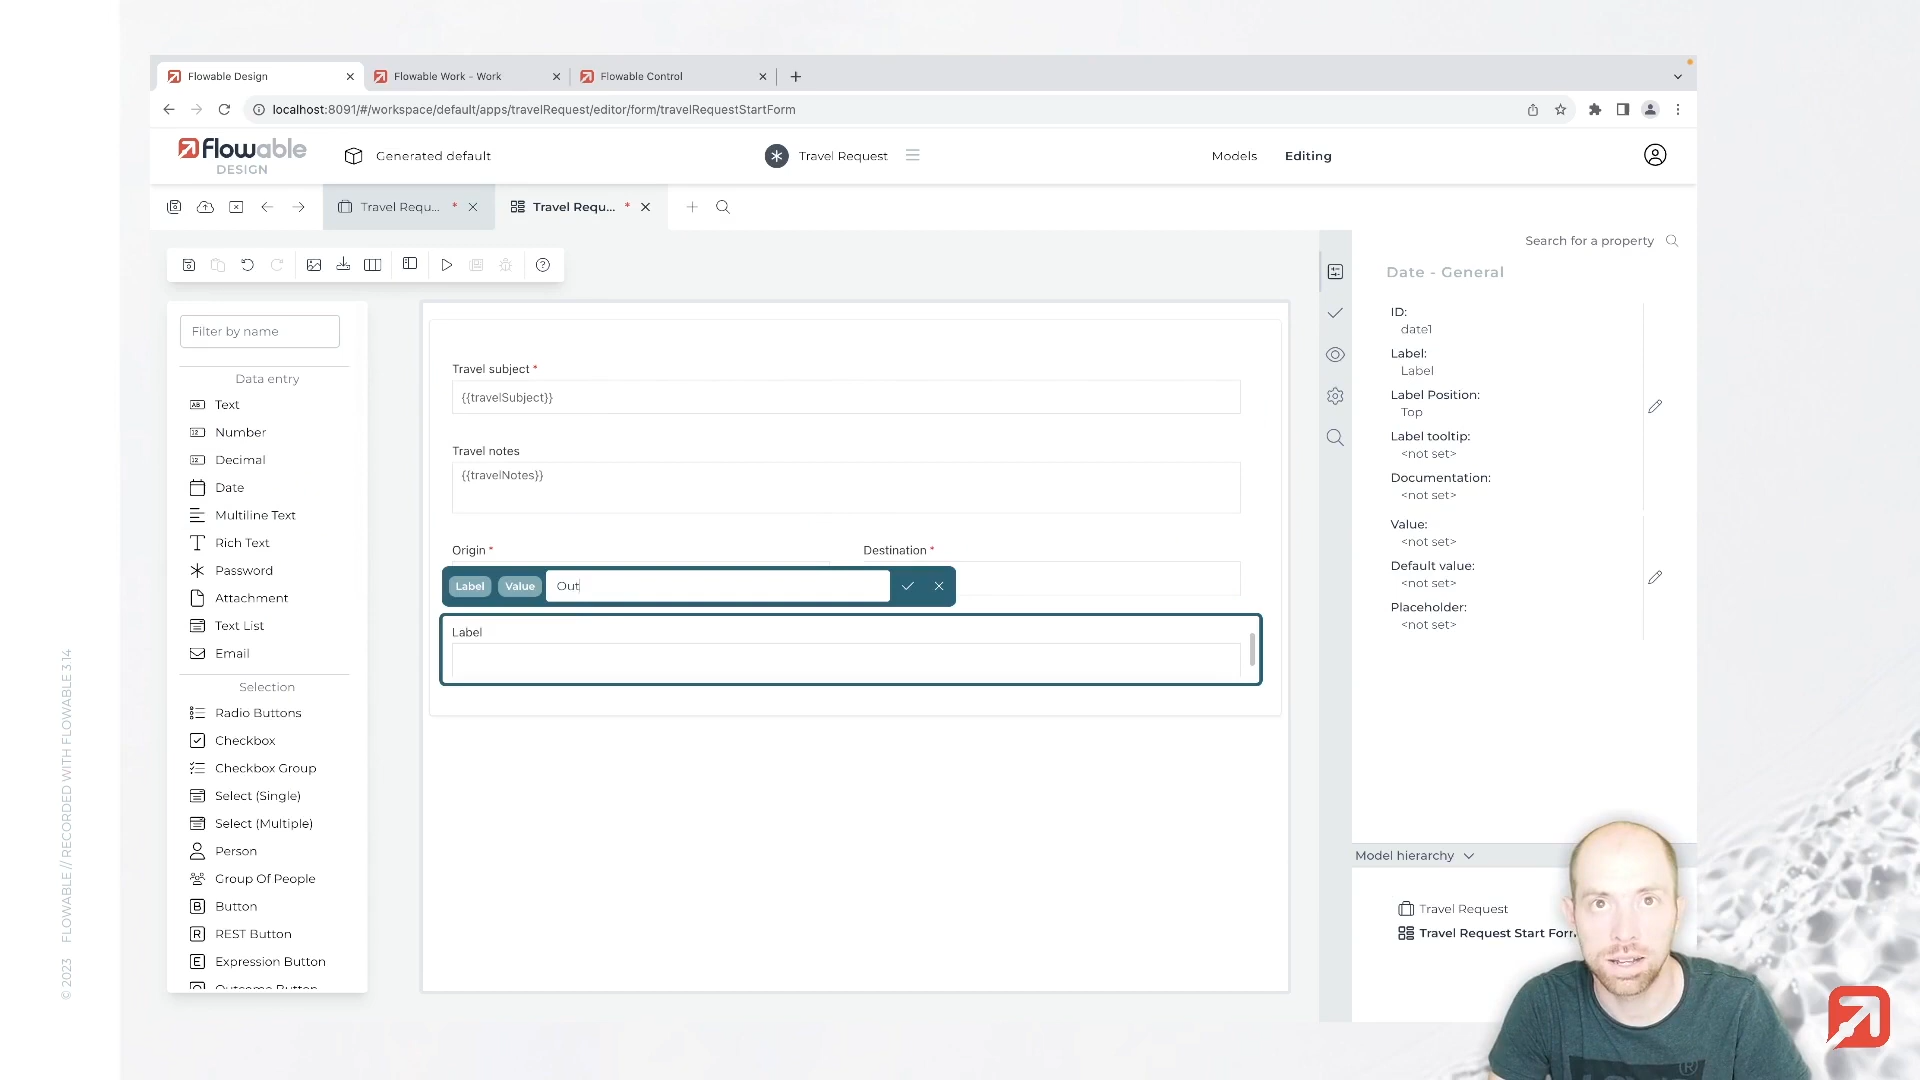 Flowable Design
Flowable Work - Work
Flowable Control
localhost:8091/#/workspace/default/apps/travelRequest/editor/form/travelRequestStartForm
flowable
DESIGN
Generated default
Travel Request
Models
Editing
Travel Requ... *
Travel Requ... *
Search for a property
Filter by name
Data entry
Text
Number
Decimal
Date
Multiline Text
Rich Text
Password
Attachment
Text List
Email
Selection
Radio Buttons
Checkbox
Checkbox Group
Select (Single)
Select (Multiple)
Person
Group Of People
Button
REST Button
Expression Button
Outcome Button
Travel subject *
{{travelSubject}}
Travel notes
{{travelNotes}}
Origin *
Destination *
Label Value Out
Label
Date - General
ID:
date1
Label:
Label
Label Position:
Top
Label tooltip:
<not set>
Documentation:
<not set>
Value:
<not set>
Default value:
<not set>
Placeholder:
<not set>
Model hierarchy
Travel Request
Travel Request Start Form
© 2023 FLOWABLE // RECORDED WITH FLOWABLE 3.14